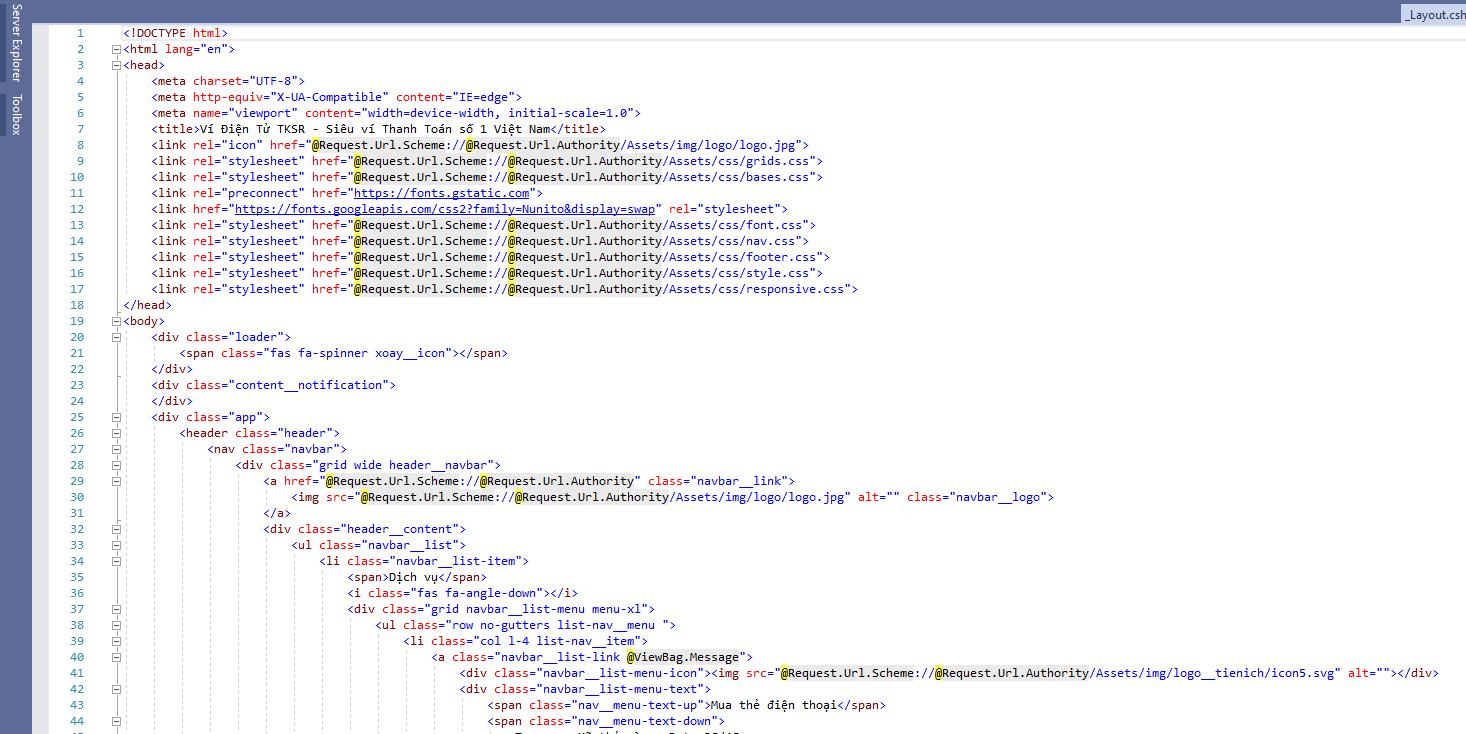 Server Explorer
Toolbox
_Layout.csh
1 <!DOCTYPE html>
2 <html lang="en">
3 <head>
4 <meta charset="UTF-8">
5 <meta http-equiv="X-UA-Compatible" content="IE=edge">
6 <meta name="viewport" content="width=device-width, initial-scale=1.0">
7 <title>Ví Điện Tử TKSR - Siêu ví Thanh Toán số 1 Việt Nam</title>
8 <link rel="icon" href="@Request.Url.Scheme://@Request.Url.Authority/Assets/img/logo/logo.jpg">
9 <link rel="stylesheet" href="@Request.Url.Scheme://@Request.Url.Authority/Assets/css/grids.css">
10 <link rel="stylesheet" href="@Request.Url.Scheme://@Request.Url.Authority/Assets/css/bases.css">
11 <link rel="preconnect" href="https://fonts.gstatic.com">
12 <link href="https://fonts.googleapis.com/css2?family=Nunito&display=swap" rel="stylesheet">
13 <link rel="stylesheet" href="@Request.Url.Scheme://@Request.Url.Authority/Assets/css/font.css">
14 <link rel="stylesheet" href="@Request.Url.Scheme://@Request.Url.Authority/Assets/css/nav.css">
15 <link rel="stylesheet" href="@Request.Url.Scheme://@Request.Url.Authority/Assets/css/footer.css">
16 <link rel="stylesheet" href="@Request.Url.Scheme://@Request.Url.Authority/Assets/css/style.css">
17 <link rel="stylesheet" href="@Request.Url.Scheme://@Request.Url.Authority/Assets/css/responsive.css">
18 </head>
19 <body>
20 <div class="loader">
21 <span class="fas fa-spinner xoay__icon"></span>
22 </div>
23 <div class="content__notification">
24 </div>
25 <div class="app">
26 <header class="header">
27 <nav class="navbar">
28 <div class="grid wide header__navbar">
29 <a href="@Request.Url.Scheme://@Request.Url.Authority" class="navbar__link">
30 <img src="@Request.Url.Scheme://@Request.Url.Authority/Assets/img/logo/logo.jpg" alt="" class="navbar__logo">
31 </a>
32 <div class="header__content">
33 <ul class="navbar__list">
34 <li class="navbar__list-item">
35 <span>Dịch vụ</span>
36 <i class="fas fa-angle-down"></i>
37 <div class="grid navbar__list-menu menu-xl">
38 <ul class="row no-gutters list-nav__menu ">
39 <li class="col l-4 list-nav__item">
40 <a class="navbar__list-link @ViewBag.Message">
41 <div class="navbar__list-menu-icon"><img src="@Request.Url.Scheme://@Request.Url.Authority/Assets/img/logo__tienich/icon5.svg" alt=""></div>
42 <div class="navbar__list-menu-text">
43 <span class="nav__menu-text-up">Mua thẻ điện thoại</span>
44 <span class="nav__menu-text-down">